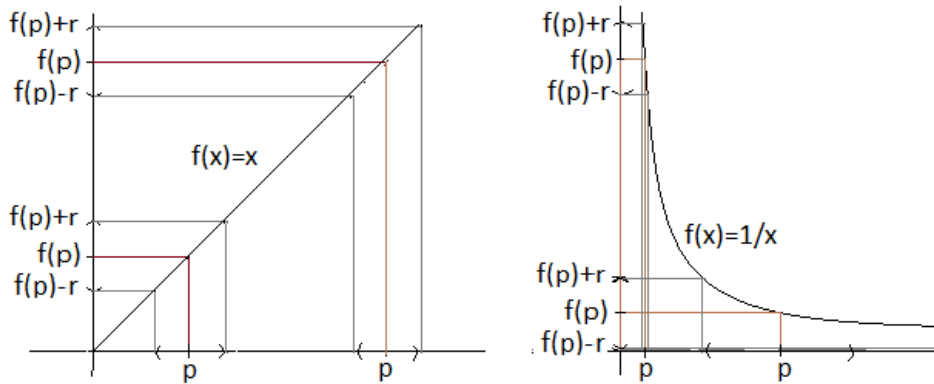 f(p)+r
f(p)
f(p)-r
f(x)=x
f(p)+r
f(p)
f(p)-r
p
p
f(p)+r
f(p)
f(p)-r
f(x)=1/x
f(p)+r
f(p)
f(p)-r
p
p